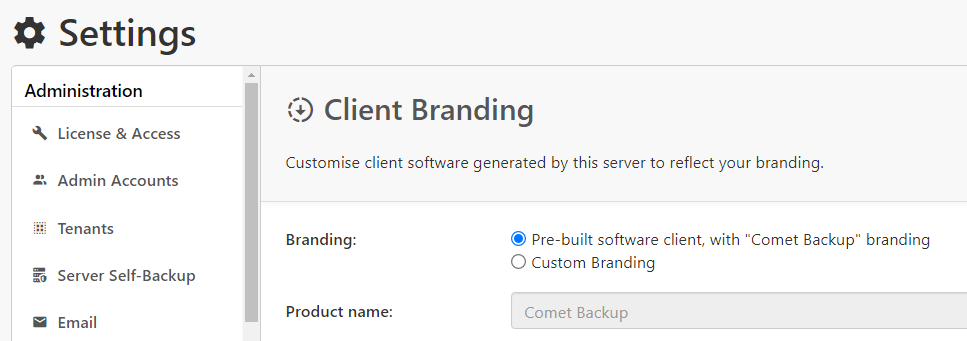 Settings
Administration
License & Access
Admin Accounts
Tenants
Server Self-Backup
Email
Client Branding
Customise client software generated by this server to reflect your branding.
Branding:
Pre-built software client, with "Comet Backup" branding
Custom Branding
Product name:
Comet Backup